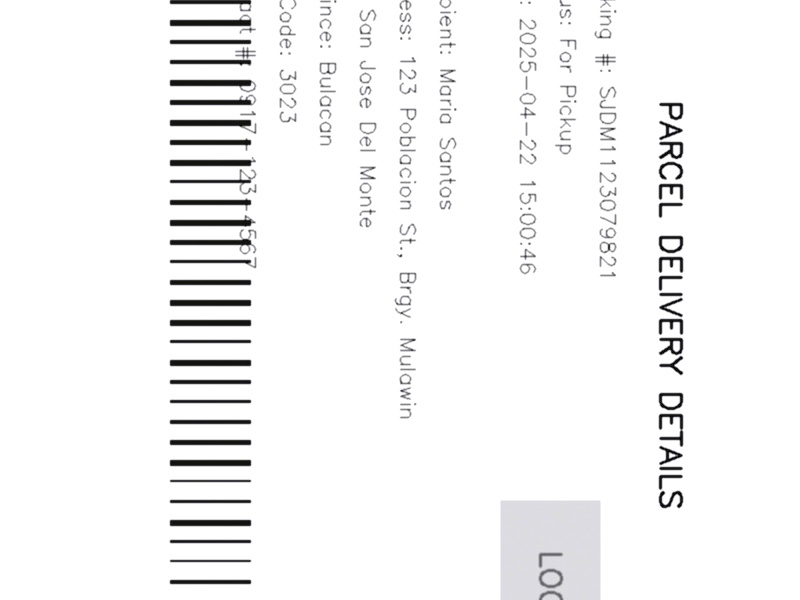 PARCEL DELIVERY DETAILS
king #: SJDM1123079821
us: For Pickup
: 2025-04-22 15:00:46
LOC
pient: Maria Santos
ess: 123 Poblacion St., Brgy. Mulawin
San Jose Del Monte
ince: Bulacan
Code: 3023
act #: 0917-123-4567